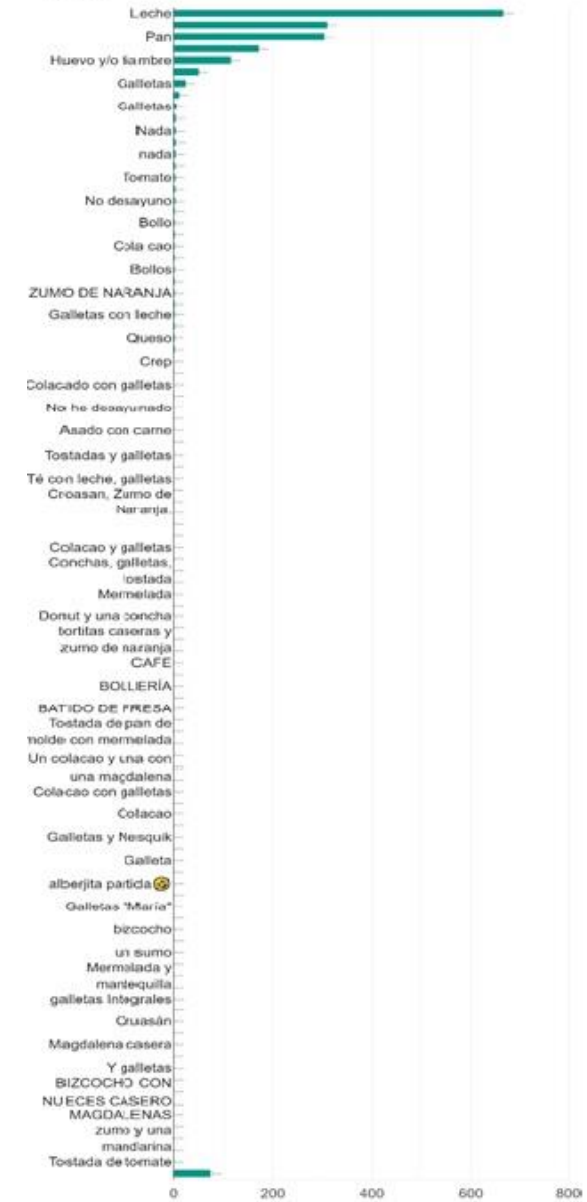 Leche
Pan
Huevo y/o fiambre
Galletas
Galletas
Nada
nada
Tomate
No desayuno
Bollo
Cola cao
Bollos
ZUMO DE NARANJA
Galletas con leche
Queso
Crep
Colacado con galletas
No he desayunado
Asado con carne
Tostadas y galletas
Té con leche, galletas
Croasan, Zumo de
Naranja.
Colacao y galletas
Conchas, galletas,
tostada
Mermelada
Donut y una concha
tortitas caseras y
zumo de naranja
CAFE
BOLLIERÍA
BATIDO DE FRESA
Tostada de pan de
molde con mermelada
Un colacao y una con
una magdalena
Colacao con galletas
Collacao
Galletas y Nesquik
Galleta
alberjita partida
Galletas "María"
bizcocho
un sumo
Mermelada y
mantequilla
galletas Integrales
Cruasán
Magdalena casera
Y galletas
BIZCOCHO CON
NUECES CASERO
MAGDALENAS
zumo y una
mandarina
Tostada de tomate
0 200 400 600 800